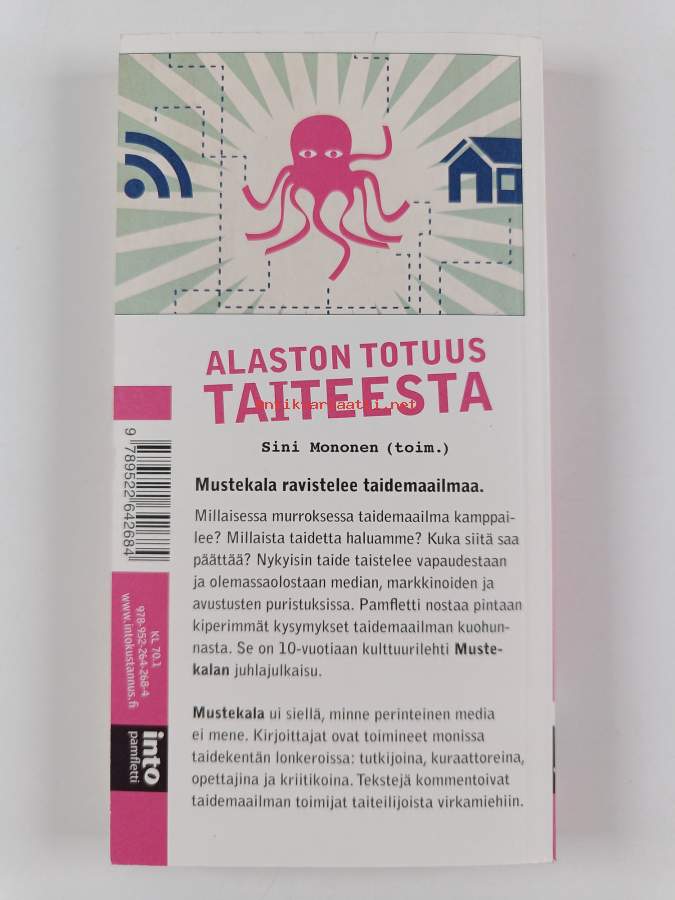 ALASTON TOTUUS
TAITEESTA
antikvariaatti.net
Sini Mononen (toim.)
Mustekala ravistelee taidemaailmaa.
Millaisessa murroksessa taidemaailma kamppai-
lee? Millaista taidetta haluamme? Kuka siitä saa
päättää? Nykyisin taide taistelee vapaudestaan
ja olemassaolostaan median, markkinoiden ja
avustusten puristuksissa. Pamfletti nostaa pintaan
kiperimmät kysymykset taidemaailman kuohun-
nasta. Se on 10-vuotiaan kulttuurilehti Muste-
kalan juhlajulkaisu.
Mustekala ui siellä, minne perinteinen media
ei mene. Kirjoittajat ovat toimineet monissa
taidekentän lonkeroissa: tutkijoina, kuraattoreina,
opettajina ja kriitikoina. Tekstejä kommentoivat
taidemaailman toimijat taiteilijoista virkamiehiin.
9 789522 642684
KL 70.1
978-952-264-268-4
www.intokustannus.fi
into
pamfletti